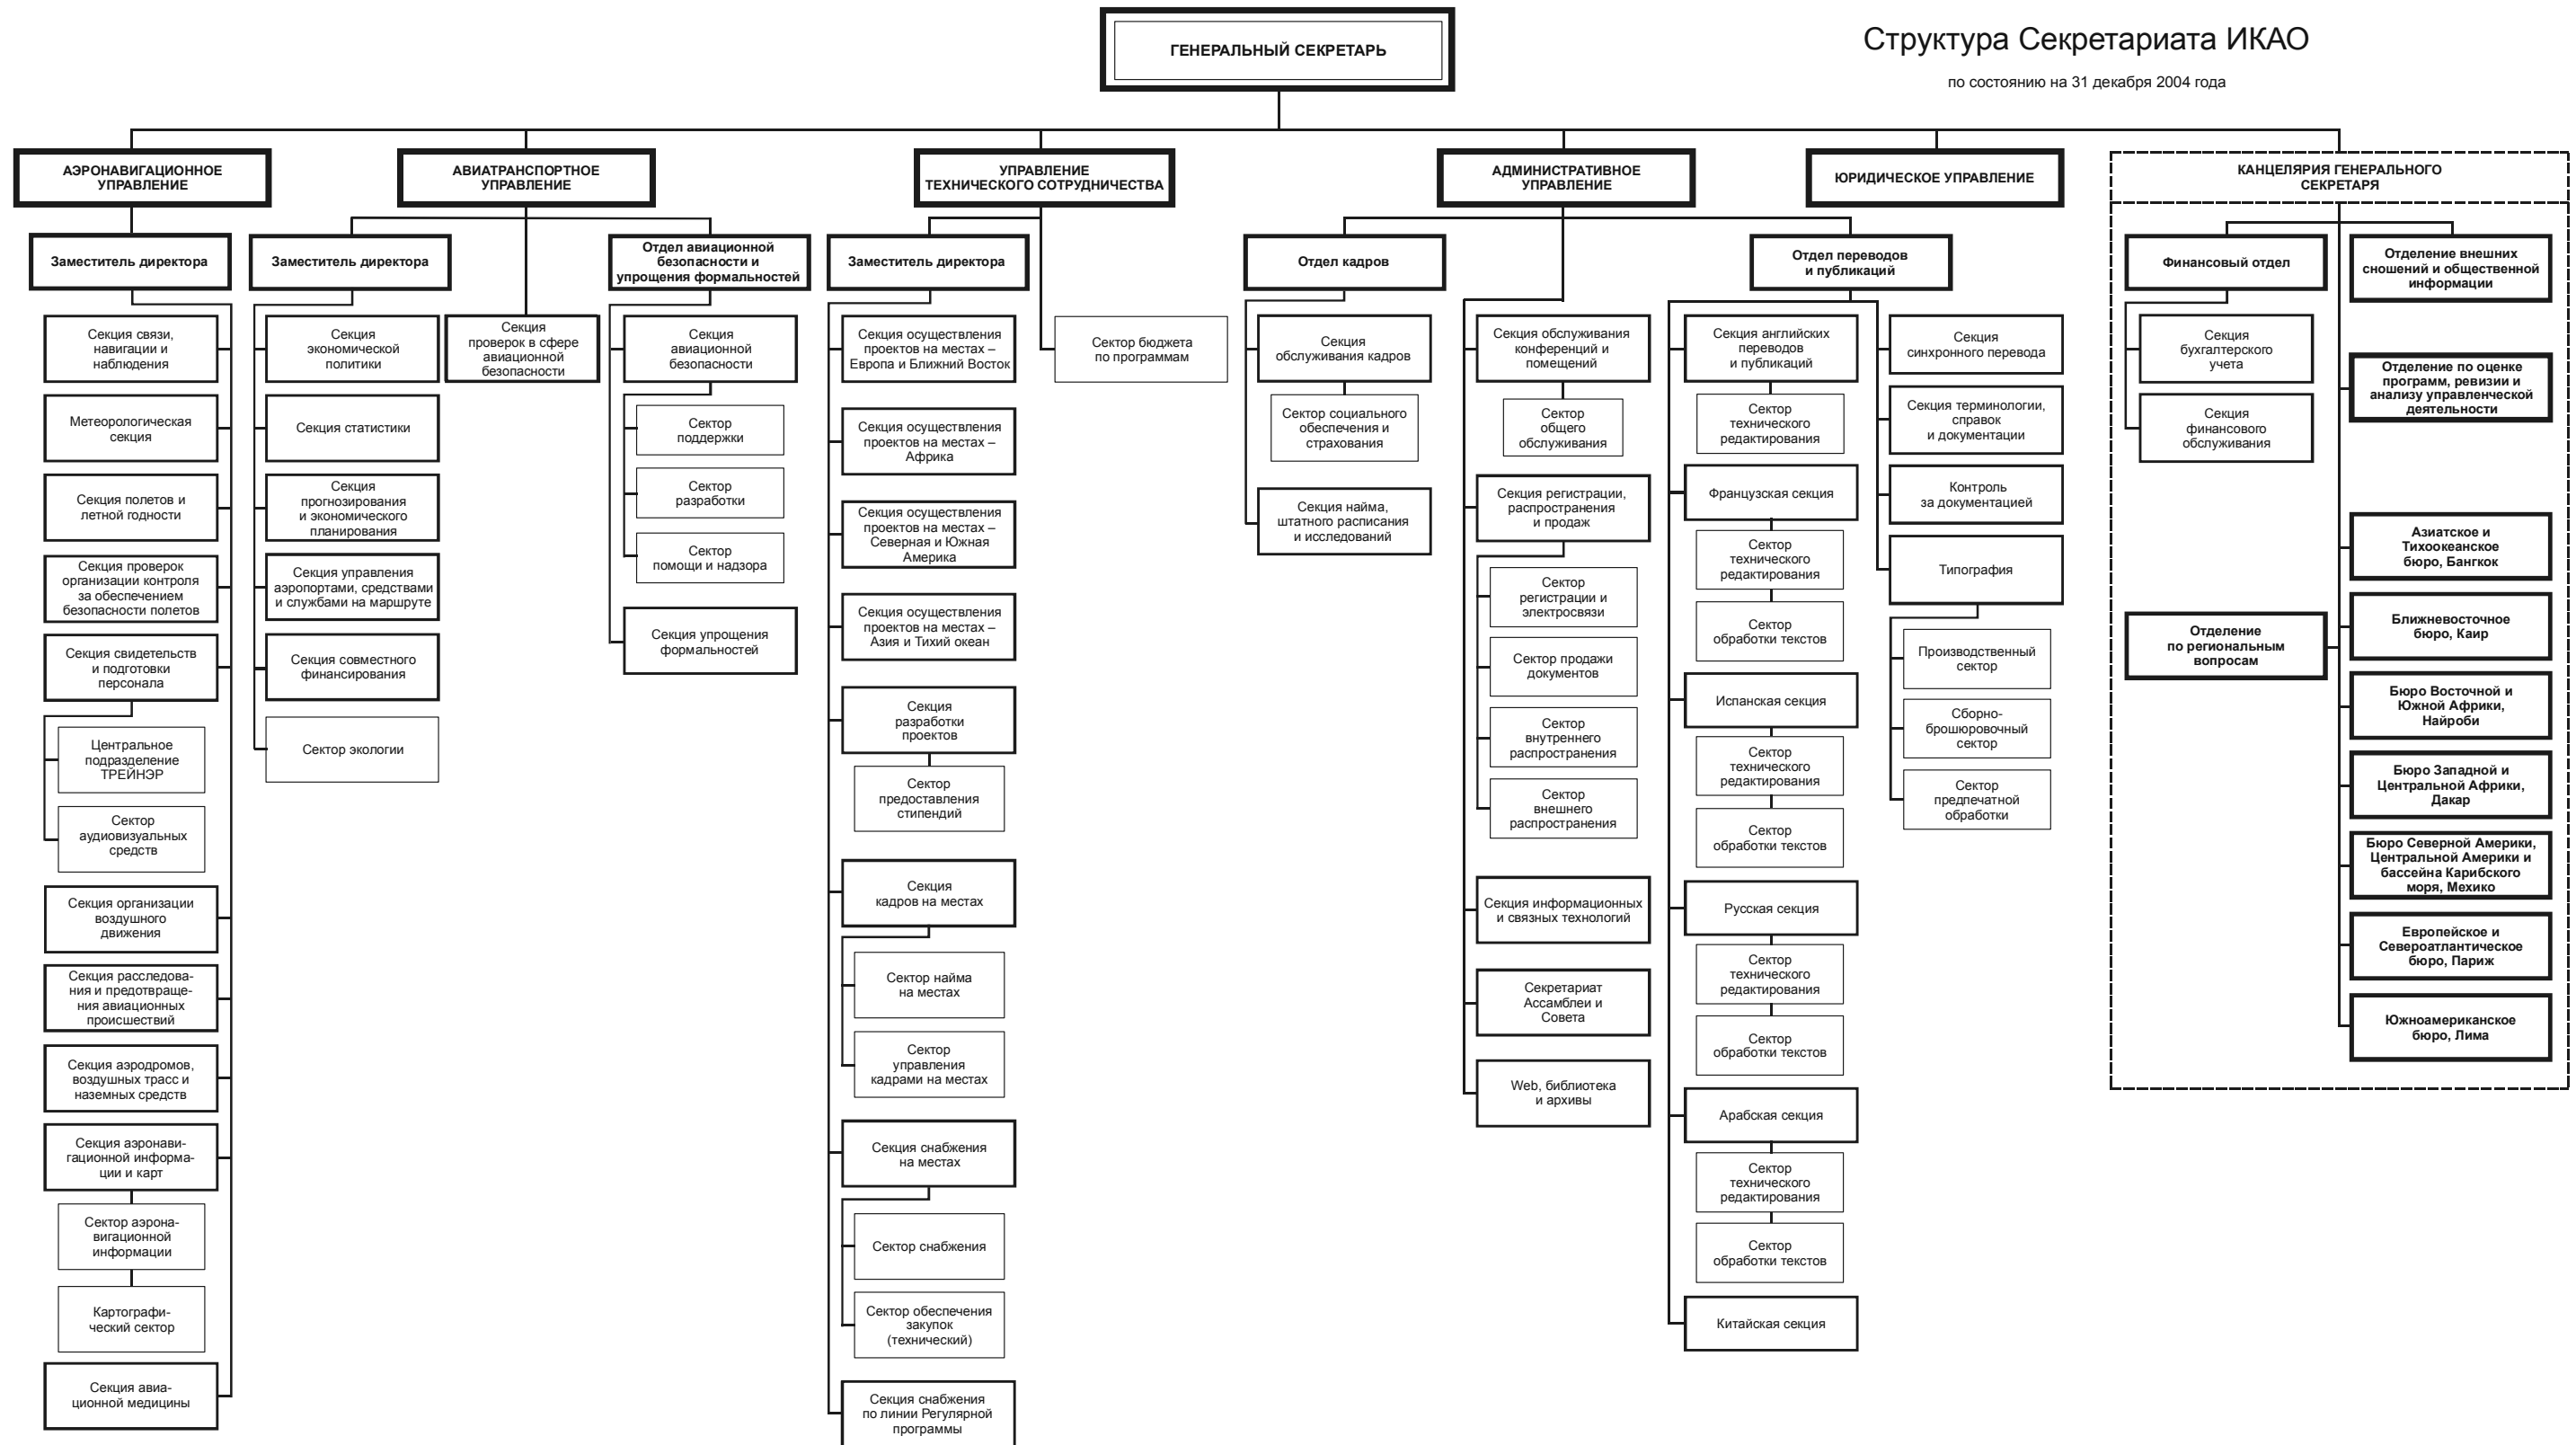 Структура Секретариата ИКАО
по состоянию на 31 декабря 2004 года
ГЕНЕРАЛЬНЫЙ СЕКРЕТАРЬ
АЭРОНАВИГАЦИОННОЕ
УПРАВЛЕНИЕ
Заместитель директора
Секция связи,
навигации и
наблюдения
Метеорологическая
секция
Секция полетов и
летной годности
Секция проверок
организации контроля
за обеспечением
безопасности полетов
Секция свидетельств
и подготовки
персонала
Центральное
подразделение
ТРЕЙНЭР
Сектор
аудиовизуальных
средств
Секция организации
воздушного
движения
Секция расследова-
ния и предотвраще-
ния авиационных
происшествий
Секция аэродромов,
воздушных трасс и
наземных средств
Секция аэронави-
гационной информа-
ции и карт
Сектор аэрона-
вигационной
информации
Картографи-
ческий сектор
Секция авиа-
ционной медицины
АВИАТРАНСПОРТНОЕ
УПРАВЛЕНИЕ
Заместитель директора
Секция
экономической
политики
Секция статистики
Секция
прогнозирования
и экономического
планирования
Секция управления
аэропортами, средствами
и службами на маршруте
Секция совместного
финансирования
Сектор экологии
Секция
проверок в сфере
авиационной
безопасности
Отдел авиационной
безопасности и
упрощения формальностей
Секция
авиационной
безопасности
Сектор
поддержки
Сектор
разработки
Сектор
помощи и надзора
Секция упрощения
формальностей
УПРАВЛЕНИЕ
ТЕХНИЧЕСКОГО СОТРУДНИЧЕСТВА
Заместитель директора
Секция осуществления
проектов на местах –
Европа и Ближний Восток
Секция осуществления
проектов на местах –
Африка
Секция осуществления
проектов на местах –
Северная и Южная
Америка
Секция осуществления
проектов на местах –
Азия и Тихий океан
Секция
разработки
проектов
Сектор
предоставления
стипендий
Секция
кадров на местах
Сектор найма
на местах
Сектор
управления
кадрами на местах
Секция снабжения
на местах
Сектор снабжения
Сектор обеспечения
закупок
(технический)
Секция снабжения
по линии Регулярной
программы
Сектор бюджета
по программам
АДМИНИСТРАТИВНОЕ
УПРАВЛЕНИЕ
Отдел кадров
Секция
обслуживания кадров
Сектор социального
обеспечения и
страхования
Секция найма,
штатного расписания
и исследований
Секция обслуживания
конференций и
помещений
Сектор
общего
обслуживания
Секция регистрации,
распространения
и продаж
Сектор
регистрации и
электросвязи
Сектор продажи
документов
Сектор
внутреннего
распространения
Сектор
внешнего
распространения
Секция информационных
и связных технологий
Секретариат
Ассамблеи и
Совета
Web, библиотека
и архивы
Отдел переводов
и публикаций
Секция английских
переводов
и публикаций
Сектор
технического
редактирования
Французская секция
Сектор
технического
редактирования
Сектор
обработки текстов
Испанская секция
Сектор
технического
редактирования
Сектор
обработки текстов
Русская секция
Сектор
технического
редактирования
Сектор
обработки текстов
Арабская секция
Сектор
технического
редактирования
Сектор
обработки текстов
Китайская секция
Секция
синхронного перевода
Секция терминологии,
справок
и документации
Контроль
за документацией
Типография
Производственный
сектор
Сборно-
брошюровочный
сектор
Сектор
предпечатной
обработки
ЮРИДИЧЕСКОЕ УПРАВЛЕНИЕ
КАНЦЕЛЯРИЯ ГЕНЕРАЛЬНОГО
СЕКРЕТАРЯ
Финансовый отдел
Секция
бухгалтерского
учета
Секция
финансового
обслуживания
Отделение
по региональным
вопросам
Отделение внешних
сношений и общественной
информации
Отделение по оценке
программ, ревизии и
анализу управленческой
деятельности
Азиатское и
Тихоокеанское
бюро, Бангкок
Ближневосточное
бюро, Каир
Бюро Восточной и
Южной Африки,
Найроби
Бюро Западной и
Центральной Африки,
Дакар
Бюро Северной Америки,
Центральной Америки и
бассейна Карибского
моря, Мехико
Европейское и
Североатлантическое
бюро, Париж
Южноамериканское
бюро, Лима